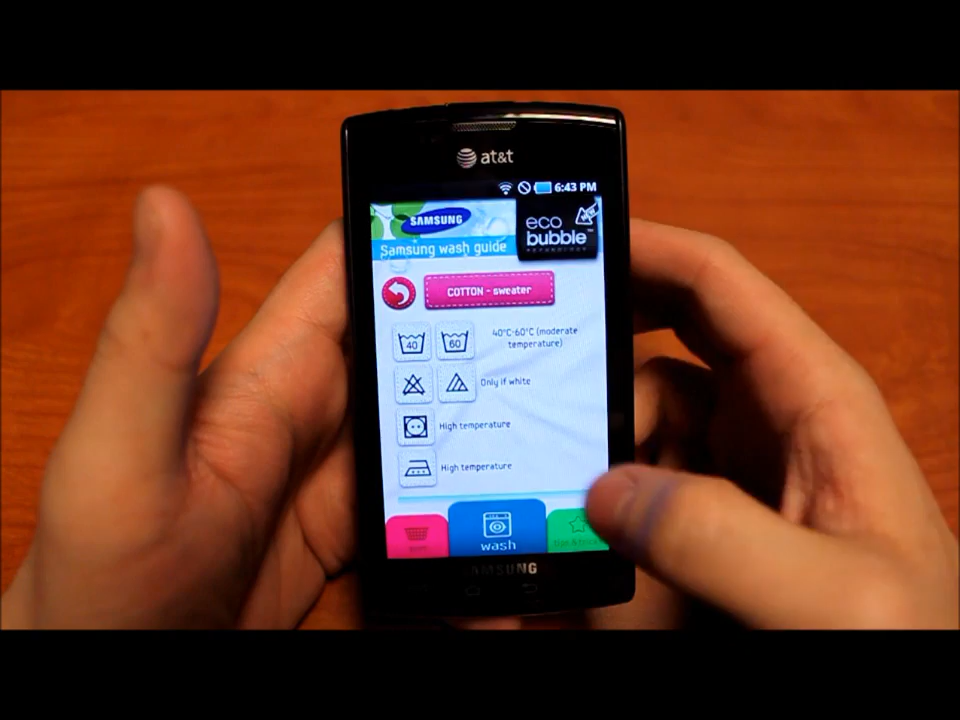 at&t
6:43 PM
SAMSUNG
eco
bubble™
Samsung wash guide
COTTON - sweater
40
60
40°C-60°C (moderate
temperature)
Only if white
High temperature
High temperature
wash
SAMSUNG